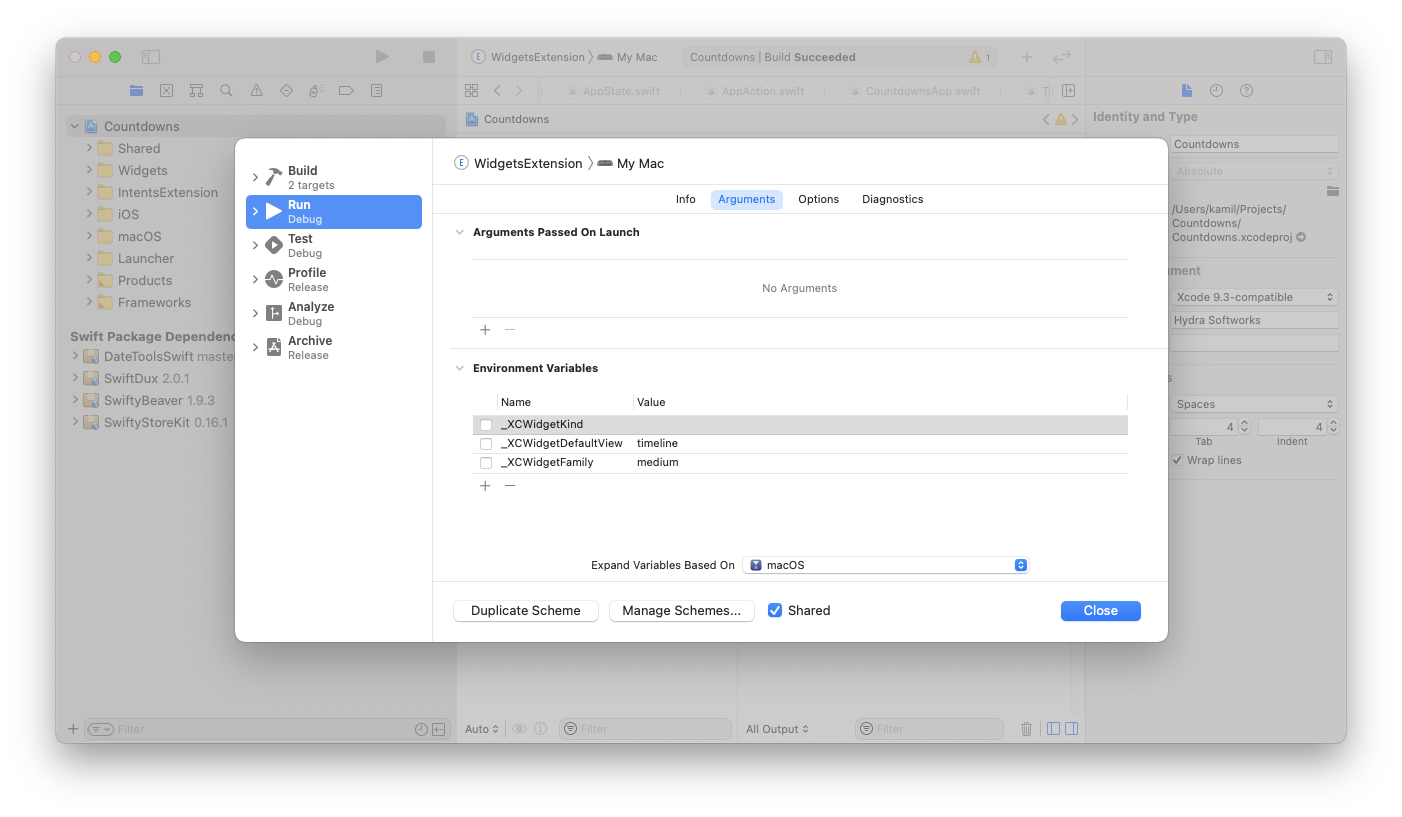 WidgetsExtension 〉 My Mac
Countdowns | Build Succeeded
1
AppState.swift
AppAction.swift
CountdownsApp.swift
Countdowns
Countdowns
Shared
Widgets
IntentsExtension
iOS
macOS
Launcher
Products
Frameworks
Swift Package Dependenc
DateToolsSwift maste
SwiftDux 2.0.1
SwiftyBeaver 1.9.3
SwiftyStoreKit 0.16.1
Build
2 targets
Run
Debug
Test
Debug
Profile
Release
Analyze
Debug
Archive
Release
E WidgetsExtension 〉 My Mac
Info
Arguments
Options
Diagnostics
Arguments Passed On Launch
No Arguments
Environment Variables
Name Value
_XCWidgetKind
_XCWidgetDefaultView timeline
_XCWidgetFamily medium
Expand Variables Based On macOS
Duplicate Scheme
Manage Schemes...
Shared
Close
Identity and Type
Countdowns
Absolute
/Users/kamil/Projects/
Countdowns/
Countdowns.xcodeproj
ument
Xcode 9.3-compatible
Hydra Softworks
s
Spaces
4 4
Tab Indent
Wrap lines
Filter
Auto
Filter
All Output
Filter